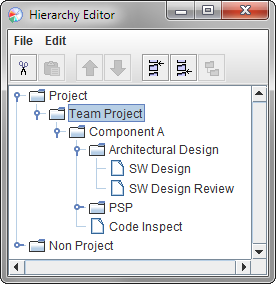 Hierarchy Editor
File Edit
Project
Team Project
Component A
Architectural Design
SW Design
SW Design Review
PSP
Code Inspect
Non Project